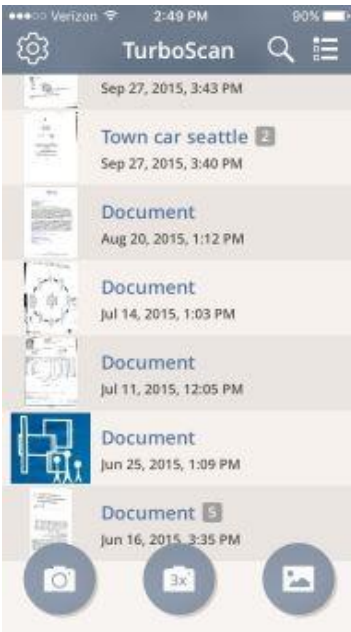 Verizon 2:49 PM 90%
TurboScan
Sep 27, 2015, 3:43 PM
Town car seattle 2
Sep 27, 2015, 3:40 PM
Document
Aug 20, 2015, 1:12 PM
Document
Jul 14, 2015, 1:03 PM
Document
Jul 11, 2015, 12:05 PM
Document
Jun 25, 2015, 1:09 PM
Document 5
Jun 16, 2015, 3:35 PM
3x